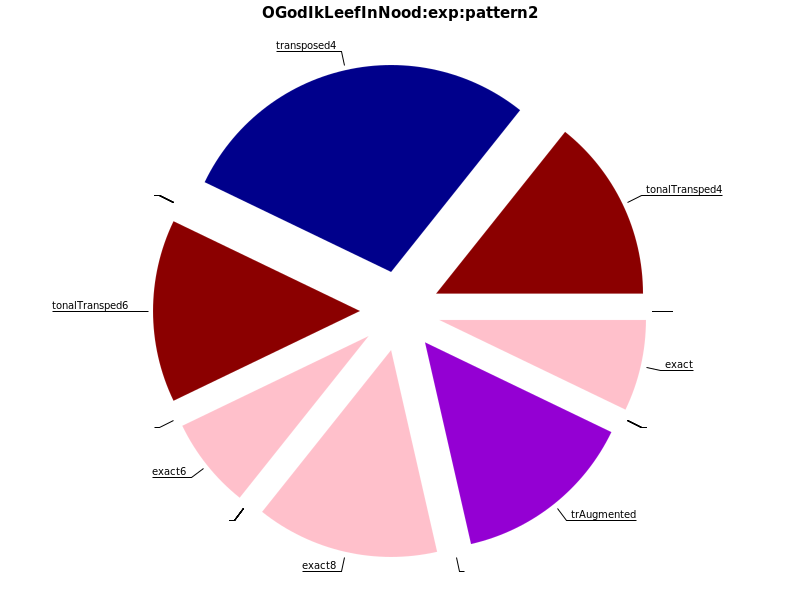 OGodIkLeefInNood:exp:pattern2
transposed4
tonalTransped4
tonalTransped6
exact
exact6
trAugmented
exact8